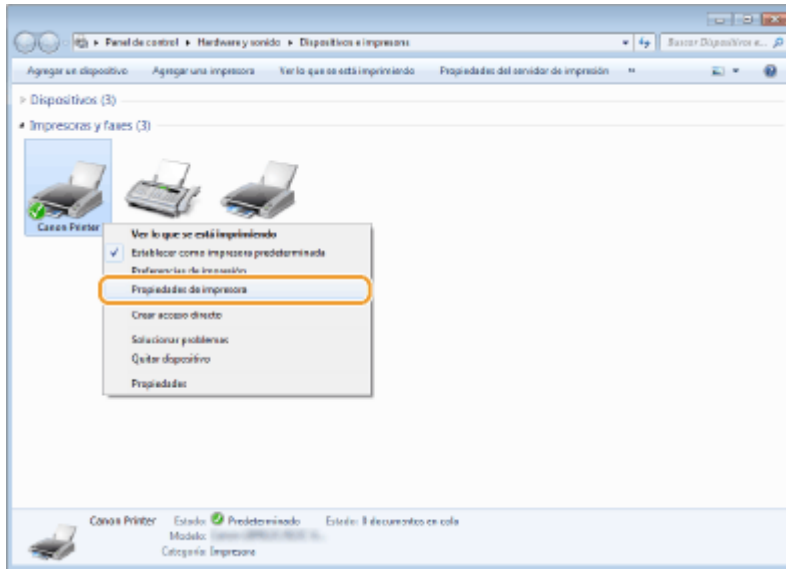 Panel de control ▸ Hardware y sonido ▸ Dispositivos e impresoras
Buscar Dispositivos e...
Agregar un dispositivo Agregar una impresora Ver lo que se está imprimiendo Propiedades del servidor de impresión »
Dispositivos (3)
Impresoras y faxes (3)
Canon Printer
Ver lo que se está imprimiendo
Establecer como impresora predeterminada
Preferencias de impresión
Propiedades de impresora
Crear acceso directo
Solucionar problemas
Quitar dispositivo
Propiedades
Canon Printer Estado: Predeterminado Estado: 0 documentos en cola
Modelo:
Categoría: Impresora